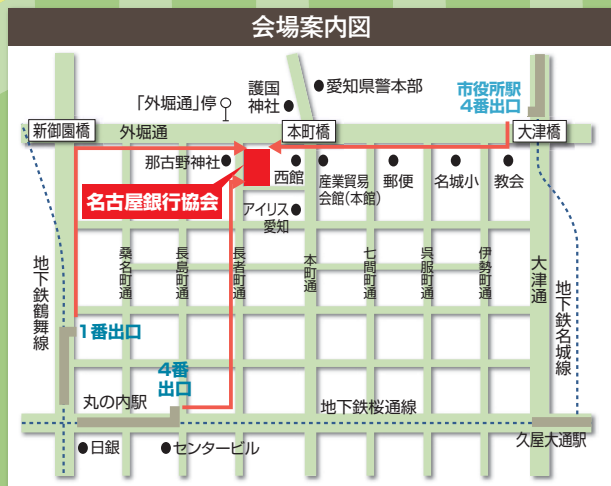 会場案内図
「外堀通」停
護国
神社
愛知県警本部
市役所駅
4番出口
新御園橋
外堀通
本町橋
大津橋
那古野神社
西館
産業貿易
会館(本館)
郵便
名城小
教会
名古屋銀行協会
アイリス
愛知
地下鉄鶴舞線
桑名町通
長島町通
長者町通
本町通
七間町通
呉服町通
伊勢町通
大津通
地下鉄名城線
1番出口
4番
出口
丸の内駅
地下鉄桜通線
久屋大通駅
日銀
センタービル